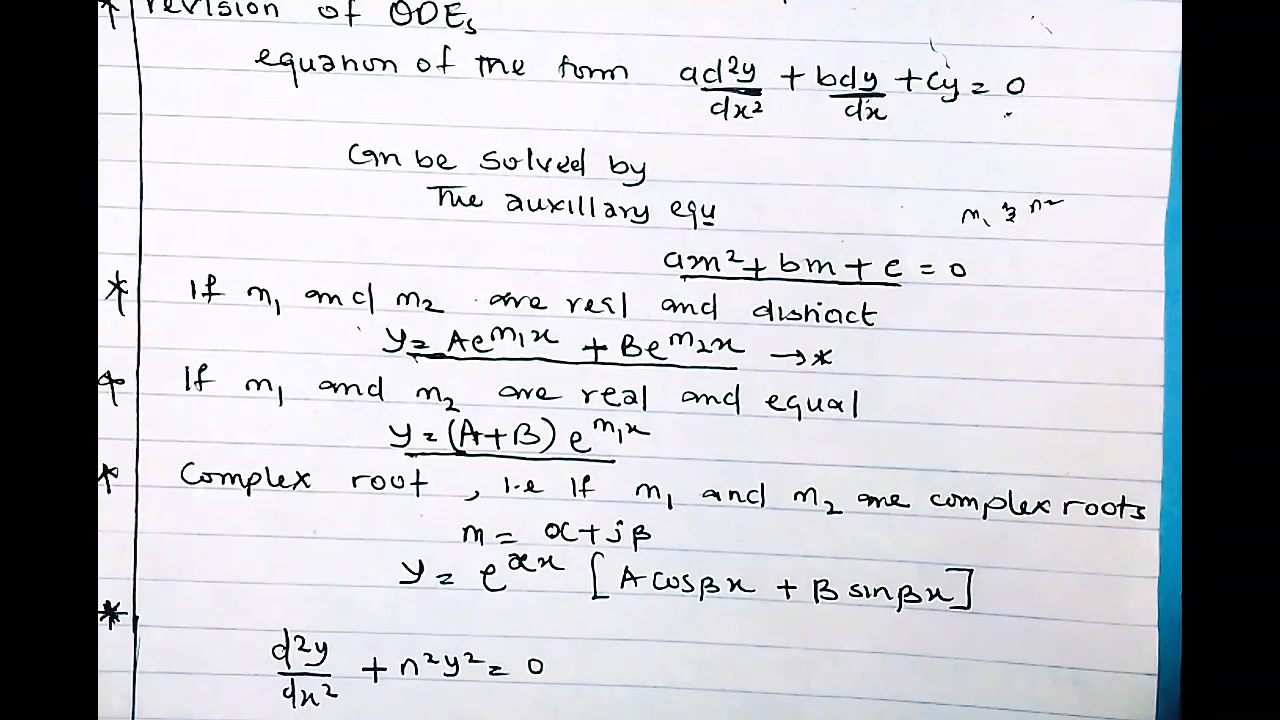 * revision of ODEs
equation of the form ad²y/dx² + bdy/dx + cy = 0
can be solved by
The auxillary equ
m₁ & m₂
am² + bm + c = 0
* If m₁ and m₂ are real and distinct
y = Ae^m₁x + Be^m₂x → *
* If m₁ and m₂ are real and equal
y = (A+B) e^m₁x
* Complex root, i.e If m₁ and m₂ are complex roots
m = α + jβ
y = e^αx [A cosβx + B sinβx]
*
d²y/dx² + n²y² = 0